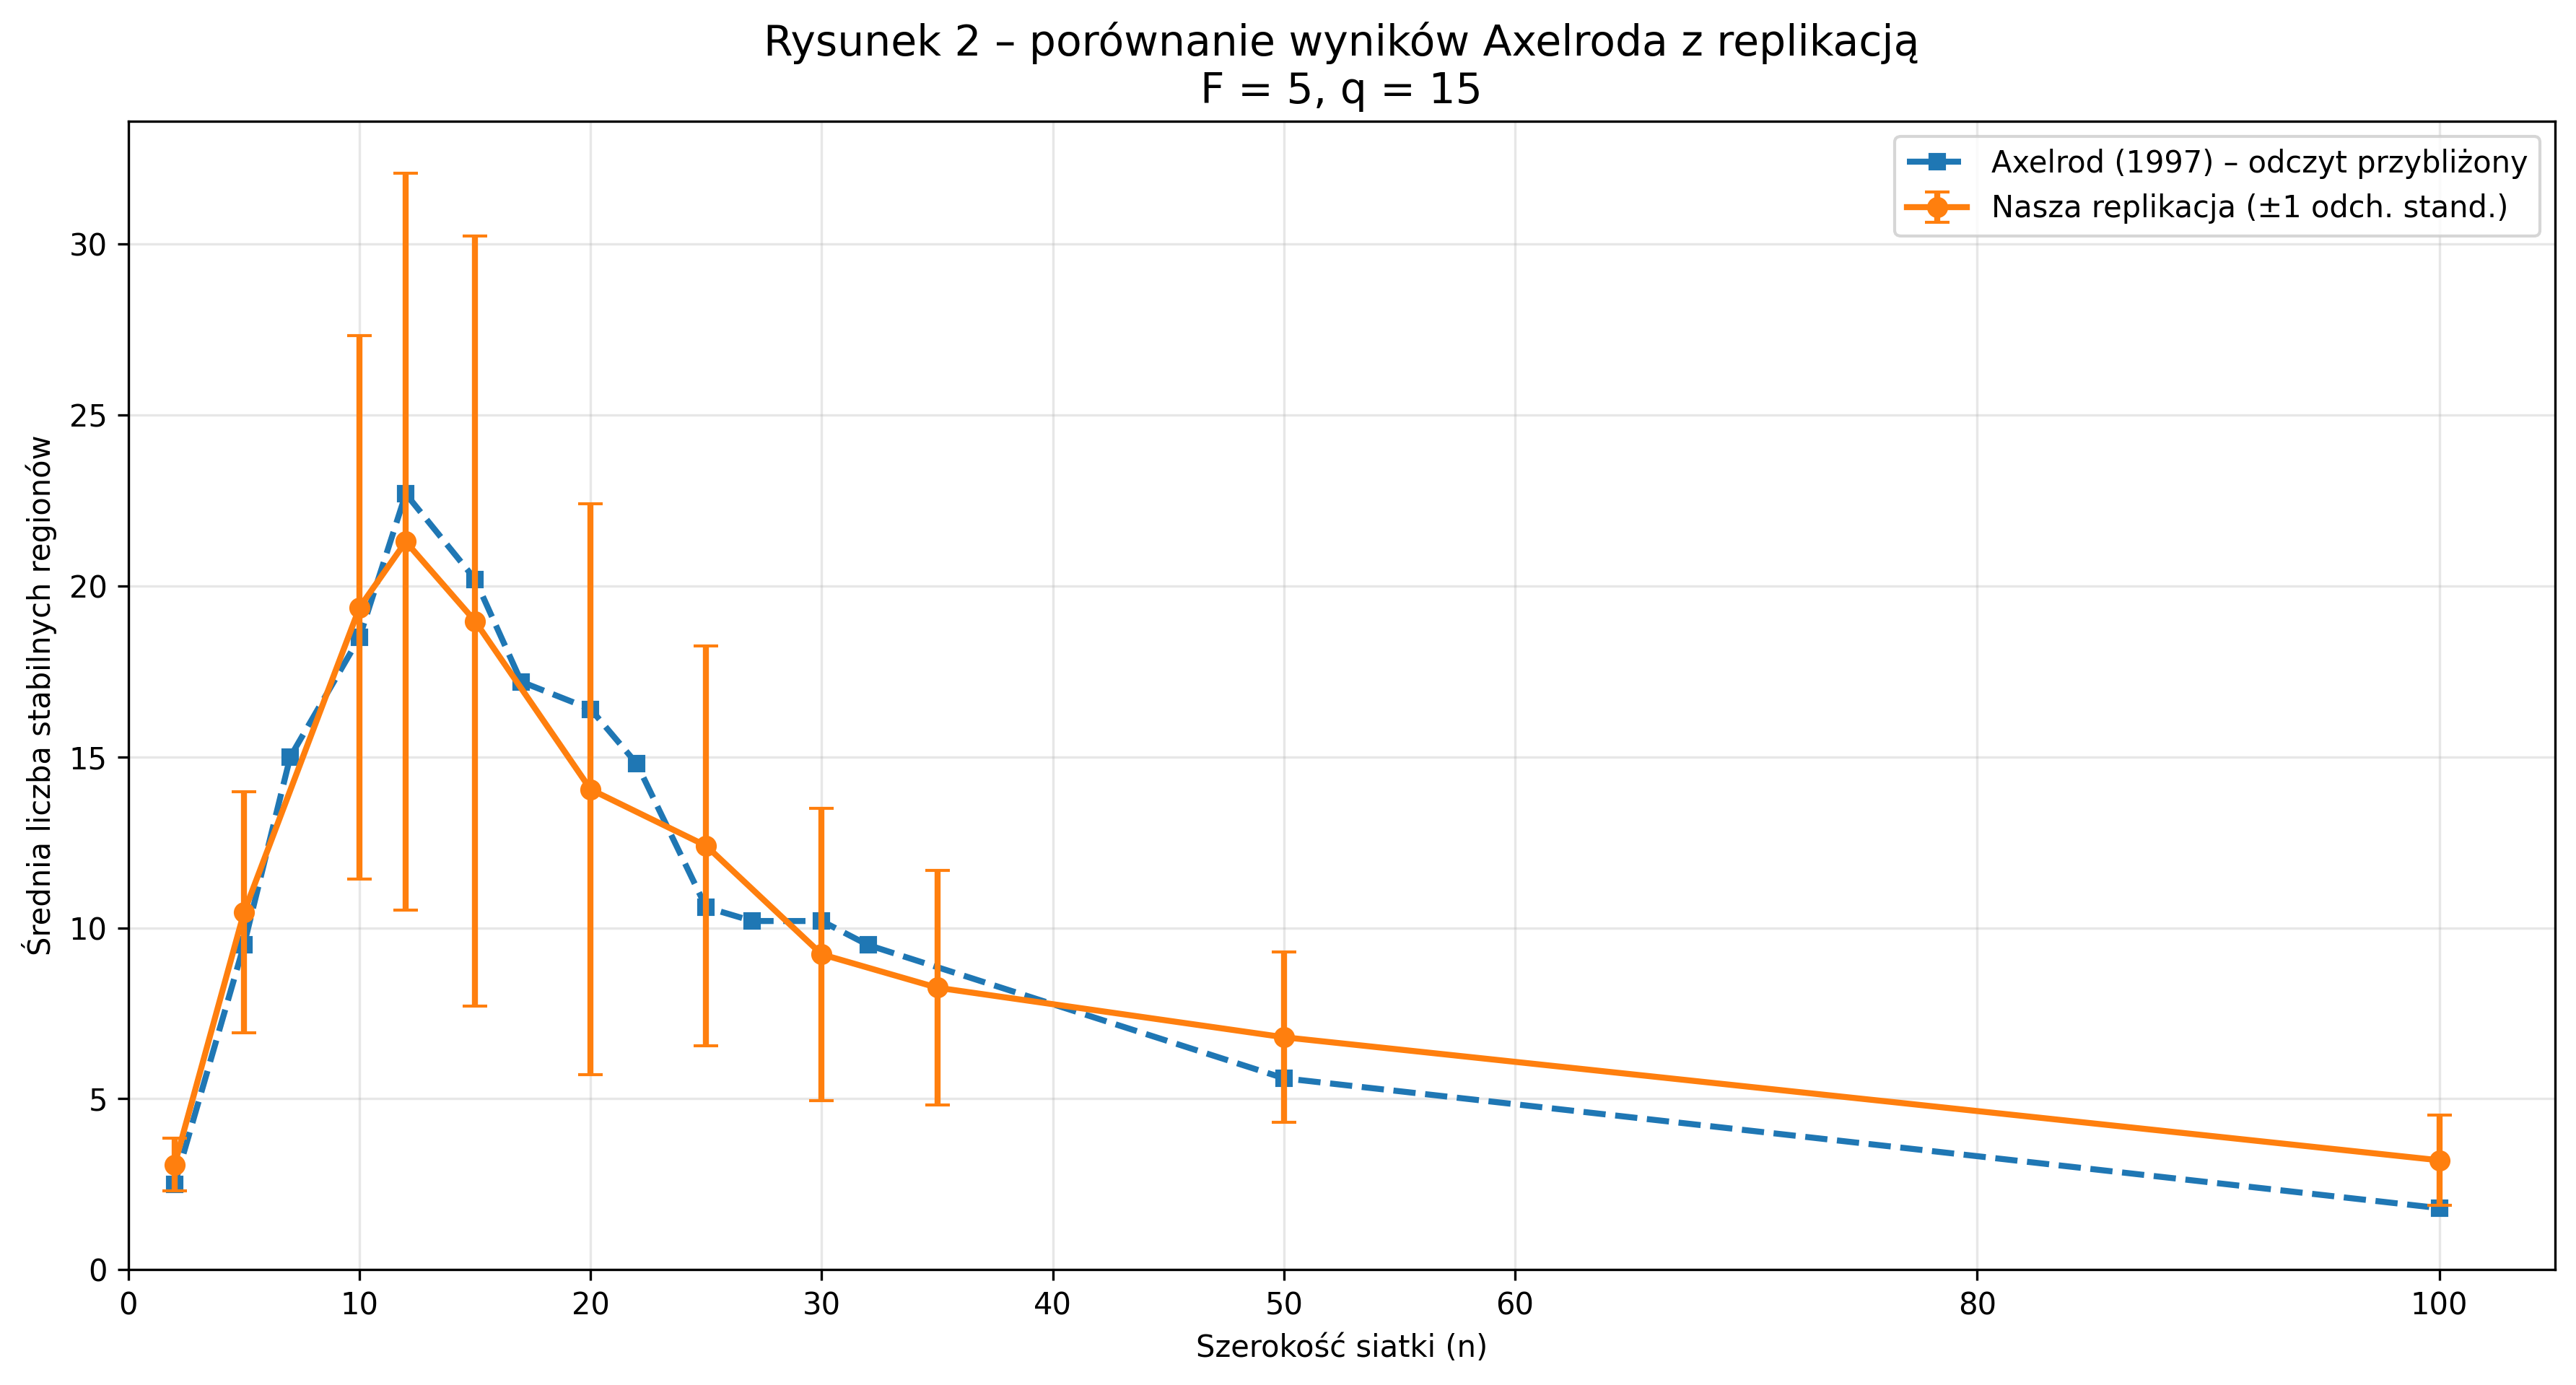 Rysunek 2 – porównanie wyników Axelroda z replikacją
F = 5, q = 15
Axelrod (1997) – odczyt przybliżony
Nasza replikacja (±1 odch. stand.)
Średnia liczba stabilnych regionów
30
25
20
15
10
5
0
0 10 20 30 40 50 60 80 100
Szerokość siatki (n)